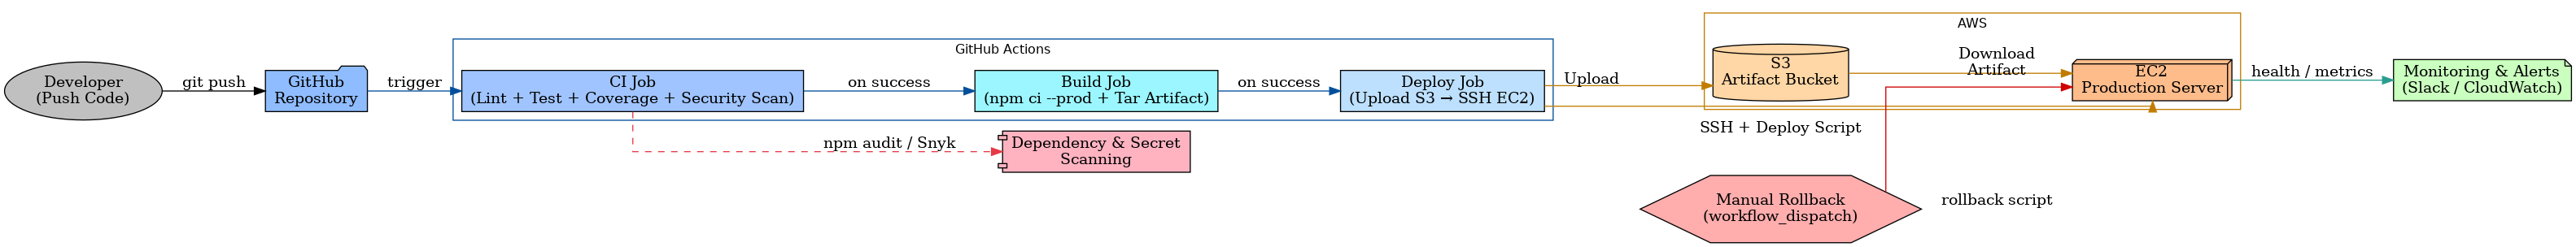 Developer
(Push Code)
git push
GitHub
Repository
trigger
GitHub Actions
CI Job
(Lint + Test + Coverage + Security Scan)
on success
Build Job
(npm ci --prod + Tar Artifact)
on success
Deploy Job
(Upload S3 → SSH EC2)
Upload
AWS
S3
Artifact Bucket
Download
Artifact
EC2
Production Server
health / metrics
Monitoring & Alerts
(Slack / CloudWatch)
npm audit / Snyk
Dependency & Secret
Scanning
SSH + Deploy Script
Manual Rollback
(workflow_dispatch)
rollback script